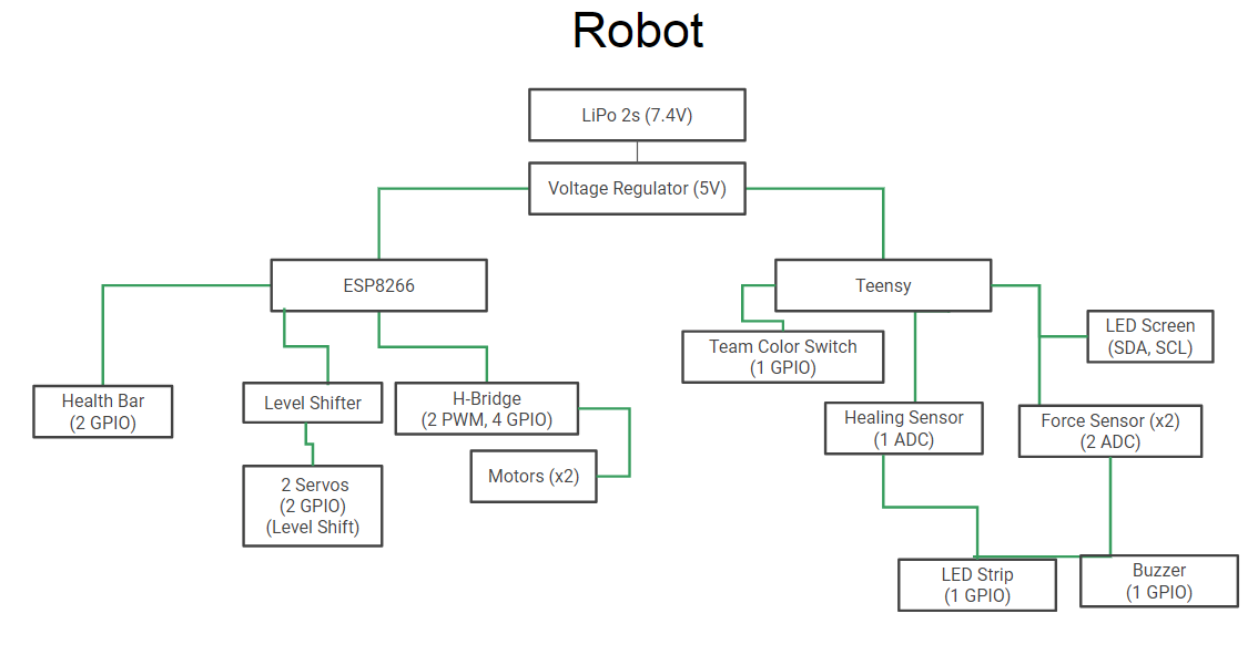 Robot
LiPo 2s (7.4V)
Voltage Regulator (5V)
ESP8266
Teensy
Health Bar
(2 GPIO)
Level Shifter
2 Servos
(2 GPIO)
(Level Shift)
H-Bridge
(2 PWM, 4 GPIO)
Motors (x2)
Team Color Switch
(1 GPIO)
Healing Sensor
(1 ADC)
LED Screen
(SDA, SCL)
Force Sensor (x2)
(2 ADC)
LED Strip
(1 GPIO)
Buzzer
(1 GPIO)